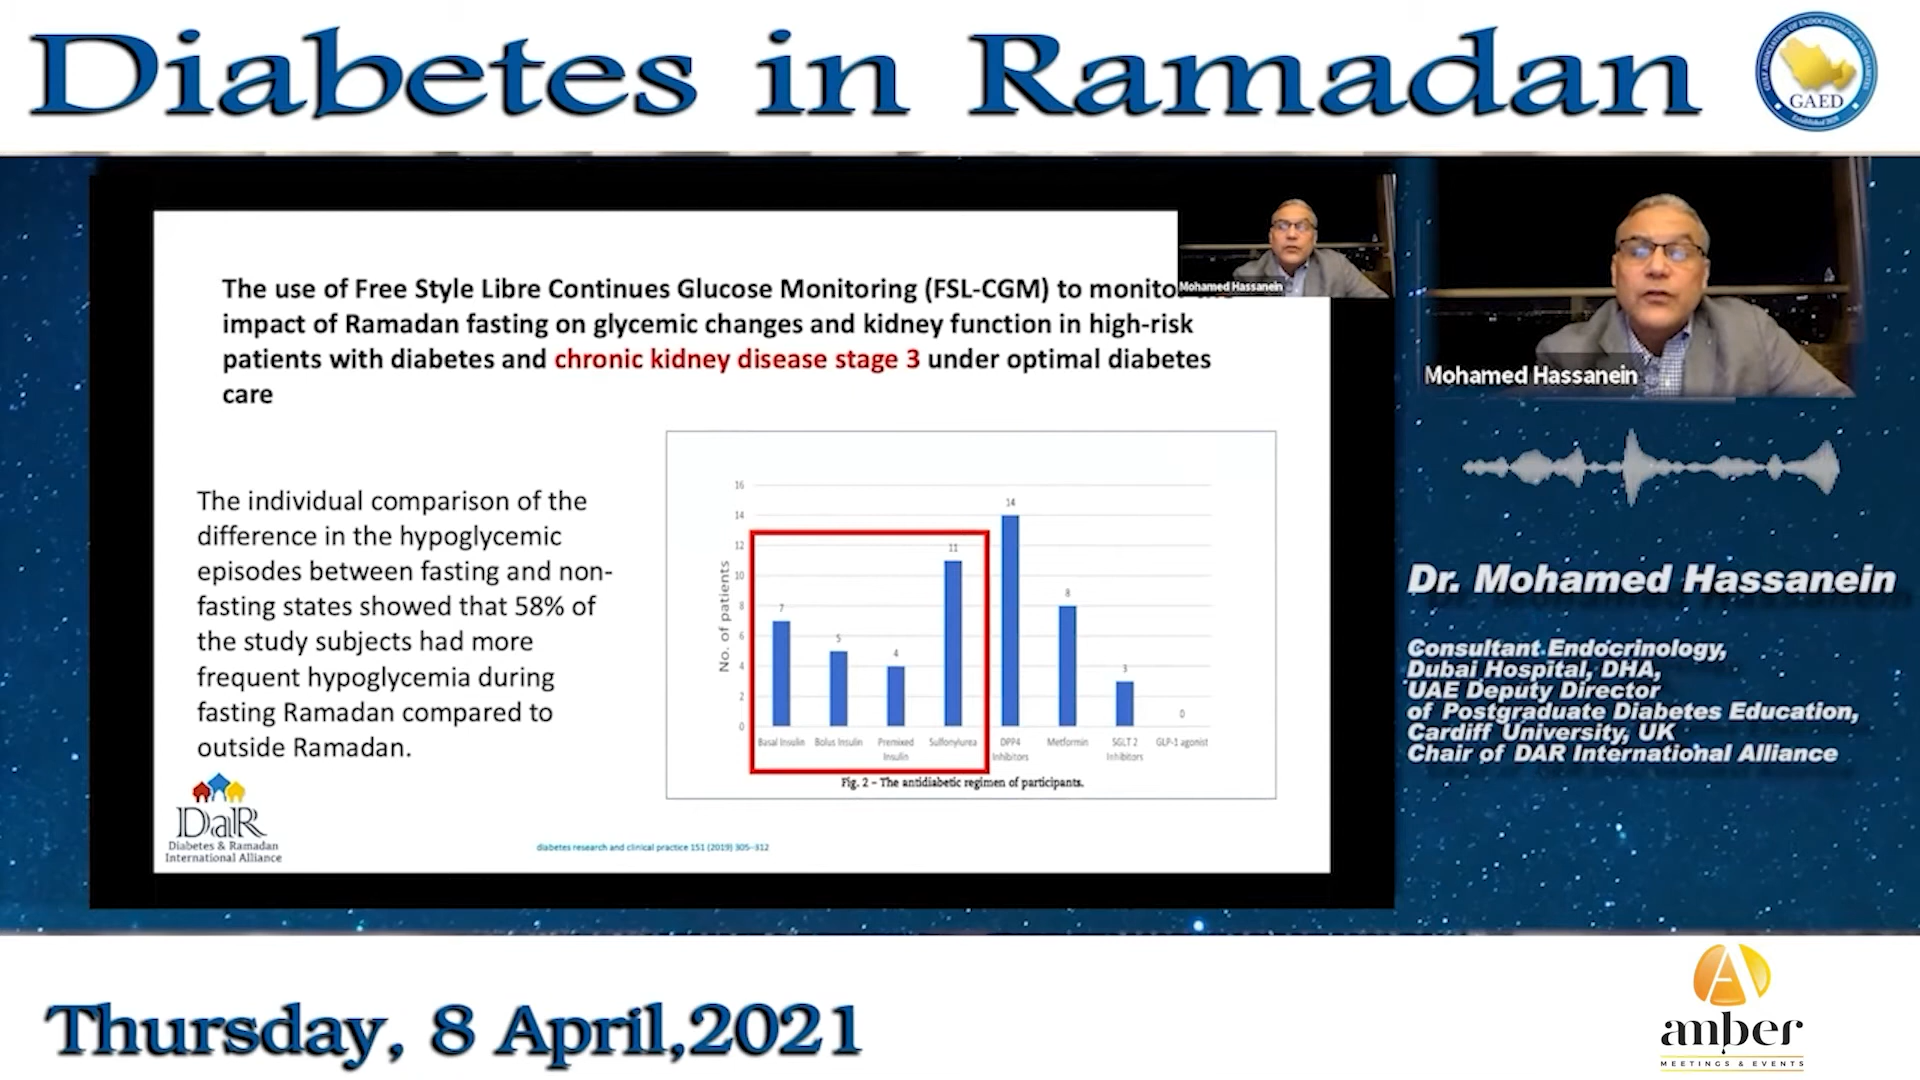 Diabetes in Ramadan
GAED
Mohamed Hassanein
The use of Free Style Libre Continues Glucose Monitoring (FSL-CGM) to monito
impact of Ramadan fasting on glycemic changes and kidney function in high-risk
patients with diabetes and chronic kidney disease stage 3 under optimal diabetes
care
Mohamed Hassanein
The individual comparison of the
difference in the hypoglycemic
episodes between fasting and non-
fasting states showed that 58% of
the study subjects had more
frequent hypoglycemia during
fasting Ramadan compared to
outside Ramadan.
No. of patients
16
14
12
10
8
6
4
2
0
7
5
4
11
14
8
3
0
Basal Insulin
Bolus Insulin
Premixed
Insulin
Sulfonylurea
DPP4
Inhibitors
Metformin
SGLT 2
Inhibitors
GLP-1 agonist
Fig. 2 – The antidiabetic regimen of participants.
DaR
Diabetes & Ramadan
International Alliance
diabetes research and clinical practice 151 (2019) 305–312
Dr. Mohamed Hassanein
Consultant Endocrinology,
Dubai Hospital, DHA,
UAE Deputy Director
of Postgraduate Diabetes Education,
Cardiff University, UK
Chair of DAR International Alliance
Thursday, 8 April,2021
A
amber
MEETINGS & EVENTS